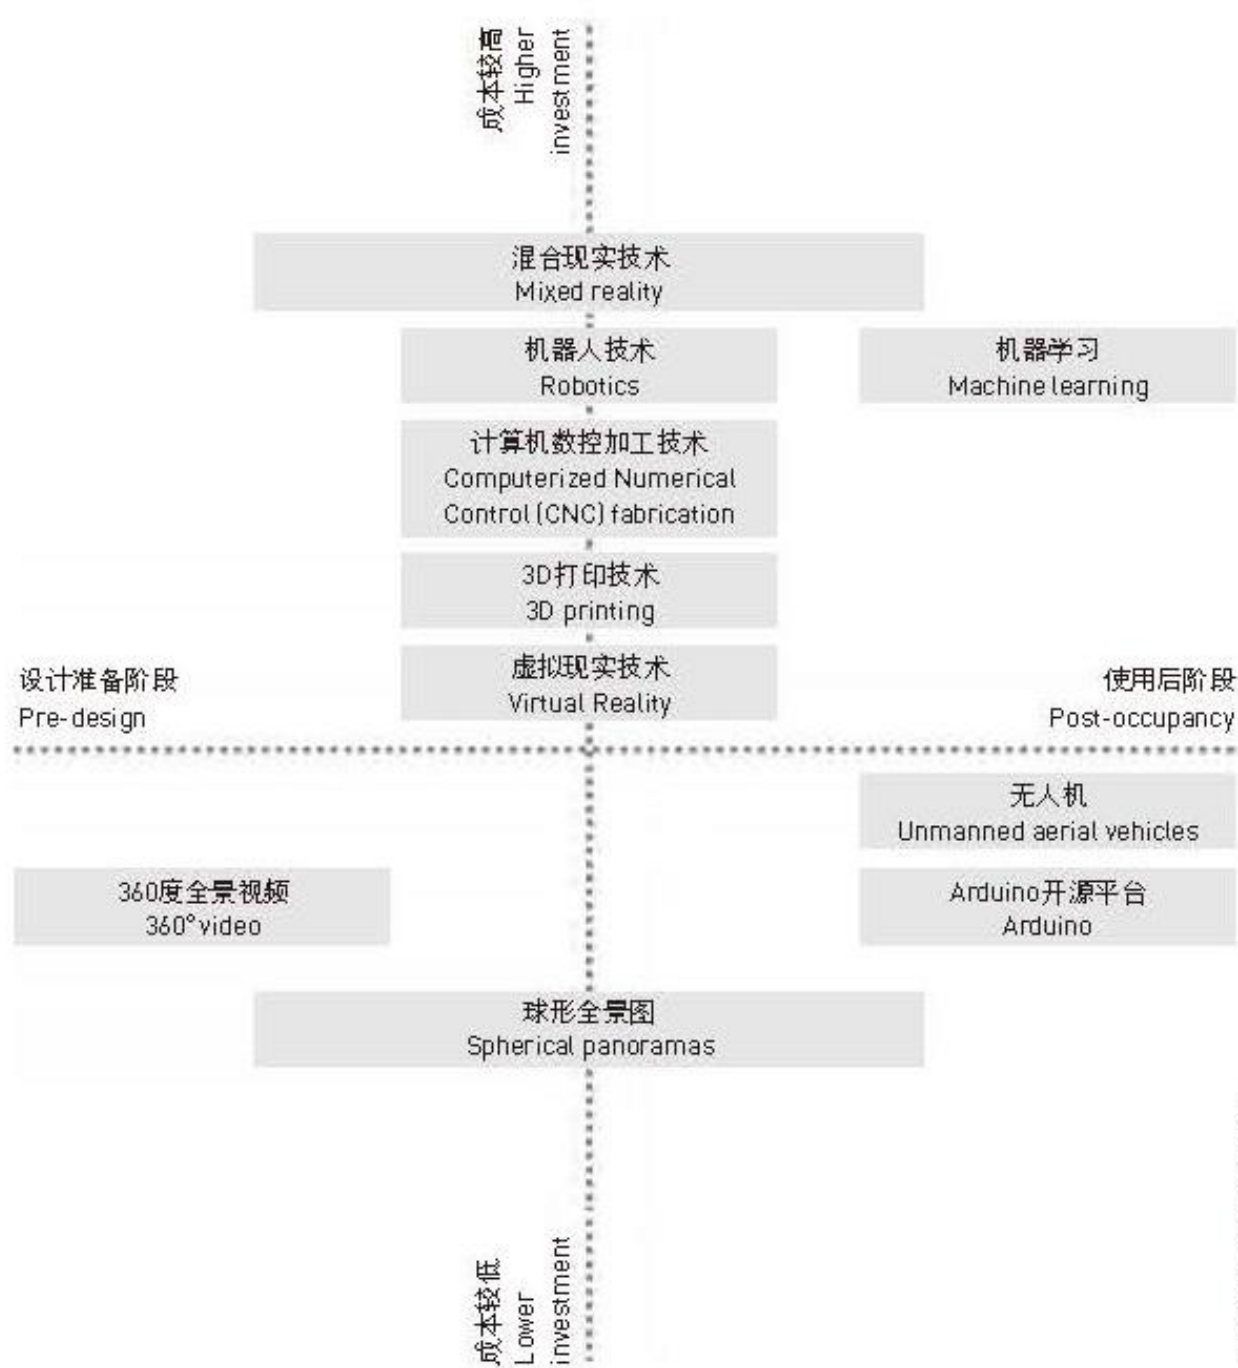 成本较高
Higher
investment
混合现实技术
Mixed reality
机器人技术
Robotics
机器学习
Machine learning
计算机数控加工技术
Computerized Numerical
Control (CNC) fabrication
3D打印技术
3D printing
虚拟现实技术
Virtual Reality
设计准备阶段
Pre-design
使用后阶段
Post-occupancy
无人机
Unmanned aerial vehicles
360度全景视频
360°video
Arduino开源平台
Arduino
球形全景图
Spherical panoramas
成本较低
Lower
investment